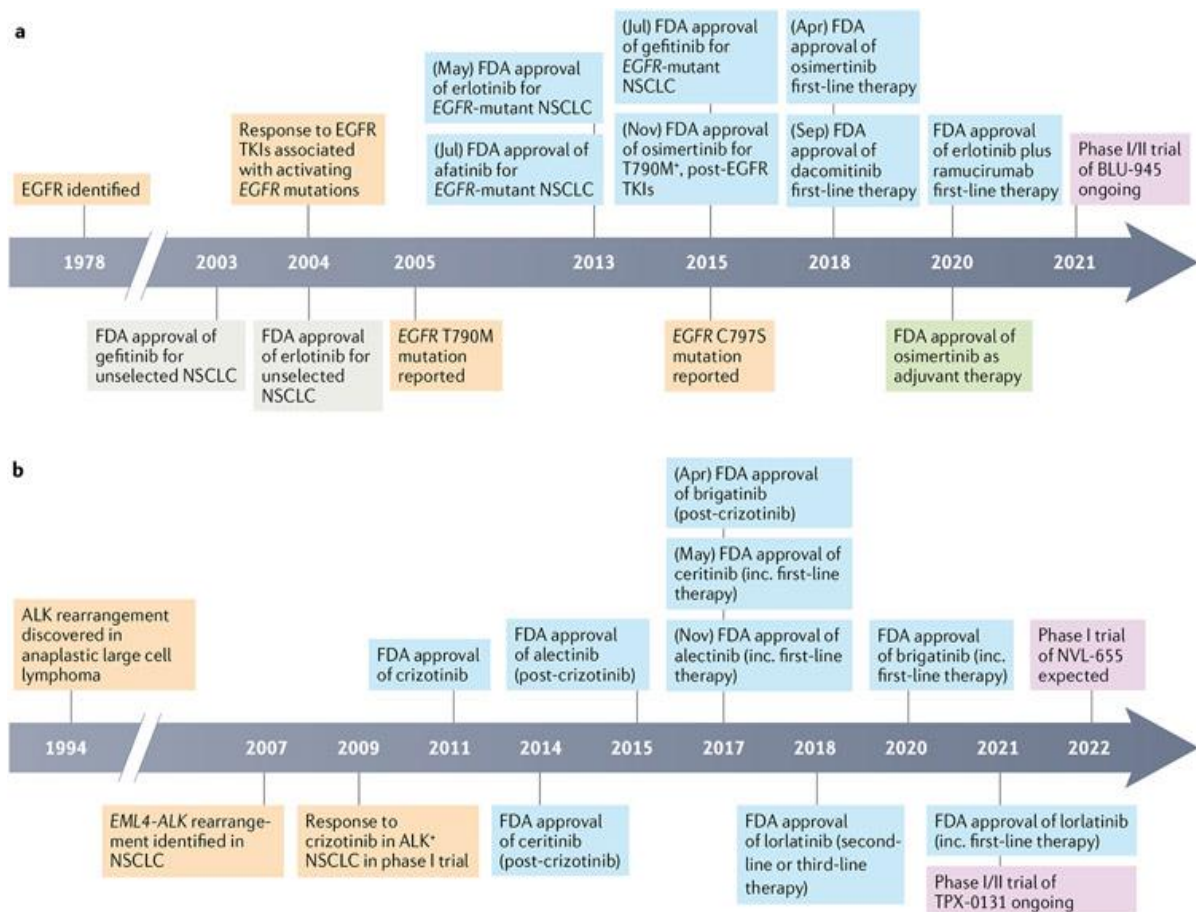 a
(May) FDA approval
of erlotinib for
EGFR-mutant NSCLC
(Jul) FDA approval
of gefitinib for
EGFR-mutant
NSCLC
(Apr) FDA
approval of
osimertinib
first-line therapy
EGFR identified
Response to EGFR
TKIs associated
with activating
EGFR mutations
(Jul) FDA approval of
afatinib for
EGFR-mutant NSCLC
(Nov) FDA approval
of osimertinib for
T790M⁺, post-EGFR
TKIs
(Sep) FDA
approval of
dacomitinib
first-line therapy
FDA approval
of erlotinib plus
ramucirumab
first-line therapy
Phase I/II trial
of BLU-945
ongoing
1978 2003 2004 2005 2013 2015 2018 2020 2021
FDA approval of
gefitinib for
unselected NSCLC
FDA approval
of erlotinib for
unselected
NSCLC
EGFR T790M
mutation
reported
EGFR C797S
mutation
reported
FDA approval of
osimertinib as
adjuvant therapy
b
(Apr) FDA approval
of brigatinib
(post-crizotinib)
(May) FDA approval of
ceritinib (inc. first-line
therapy)
ALK rearrangement
discovered in
anaplastic large cell
lymphoma
FDA approval
of crizotinib
FDA approval
of alectinib
(post-crizotinib)
(Nov) FDA approval of
alectinib (inc. first-line
therapy)
FDA approval
of brigatinib (inc.
first-line therapy)
Phase I trial
of NVL-655
expected
1994 2007 2009 2011 2014 2015 2017 2018 2020 2021 2022
EML4-ALK rearrange-
ment identified in
NSCLC
Response to
crizotinib in ALK⁺
NSCLC in phase I trial
FDA approval
of ceritinib
(post-crizotinib)
FDA approval
of lorlatinib (second-
line or third-line
therapy)
FDA approval of lorlatinib
(inc. first-line therapy)
Phase I/II trial of
TPX-0131 ongoing